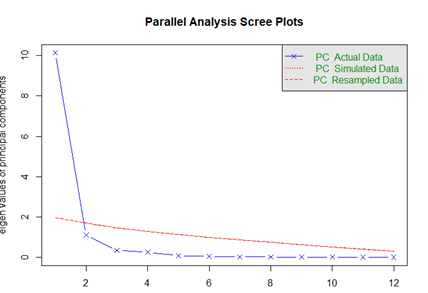 Parallel Analysis Scree Plots
eigen values of principal components
10
8
6
4
2
0
PC Actual Data
PC Simulated Data
PC Resampled Data
2
4
6
8
10
12